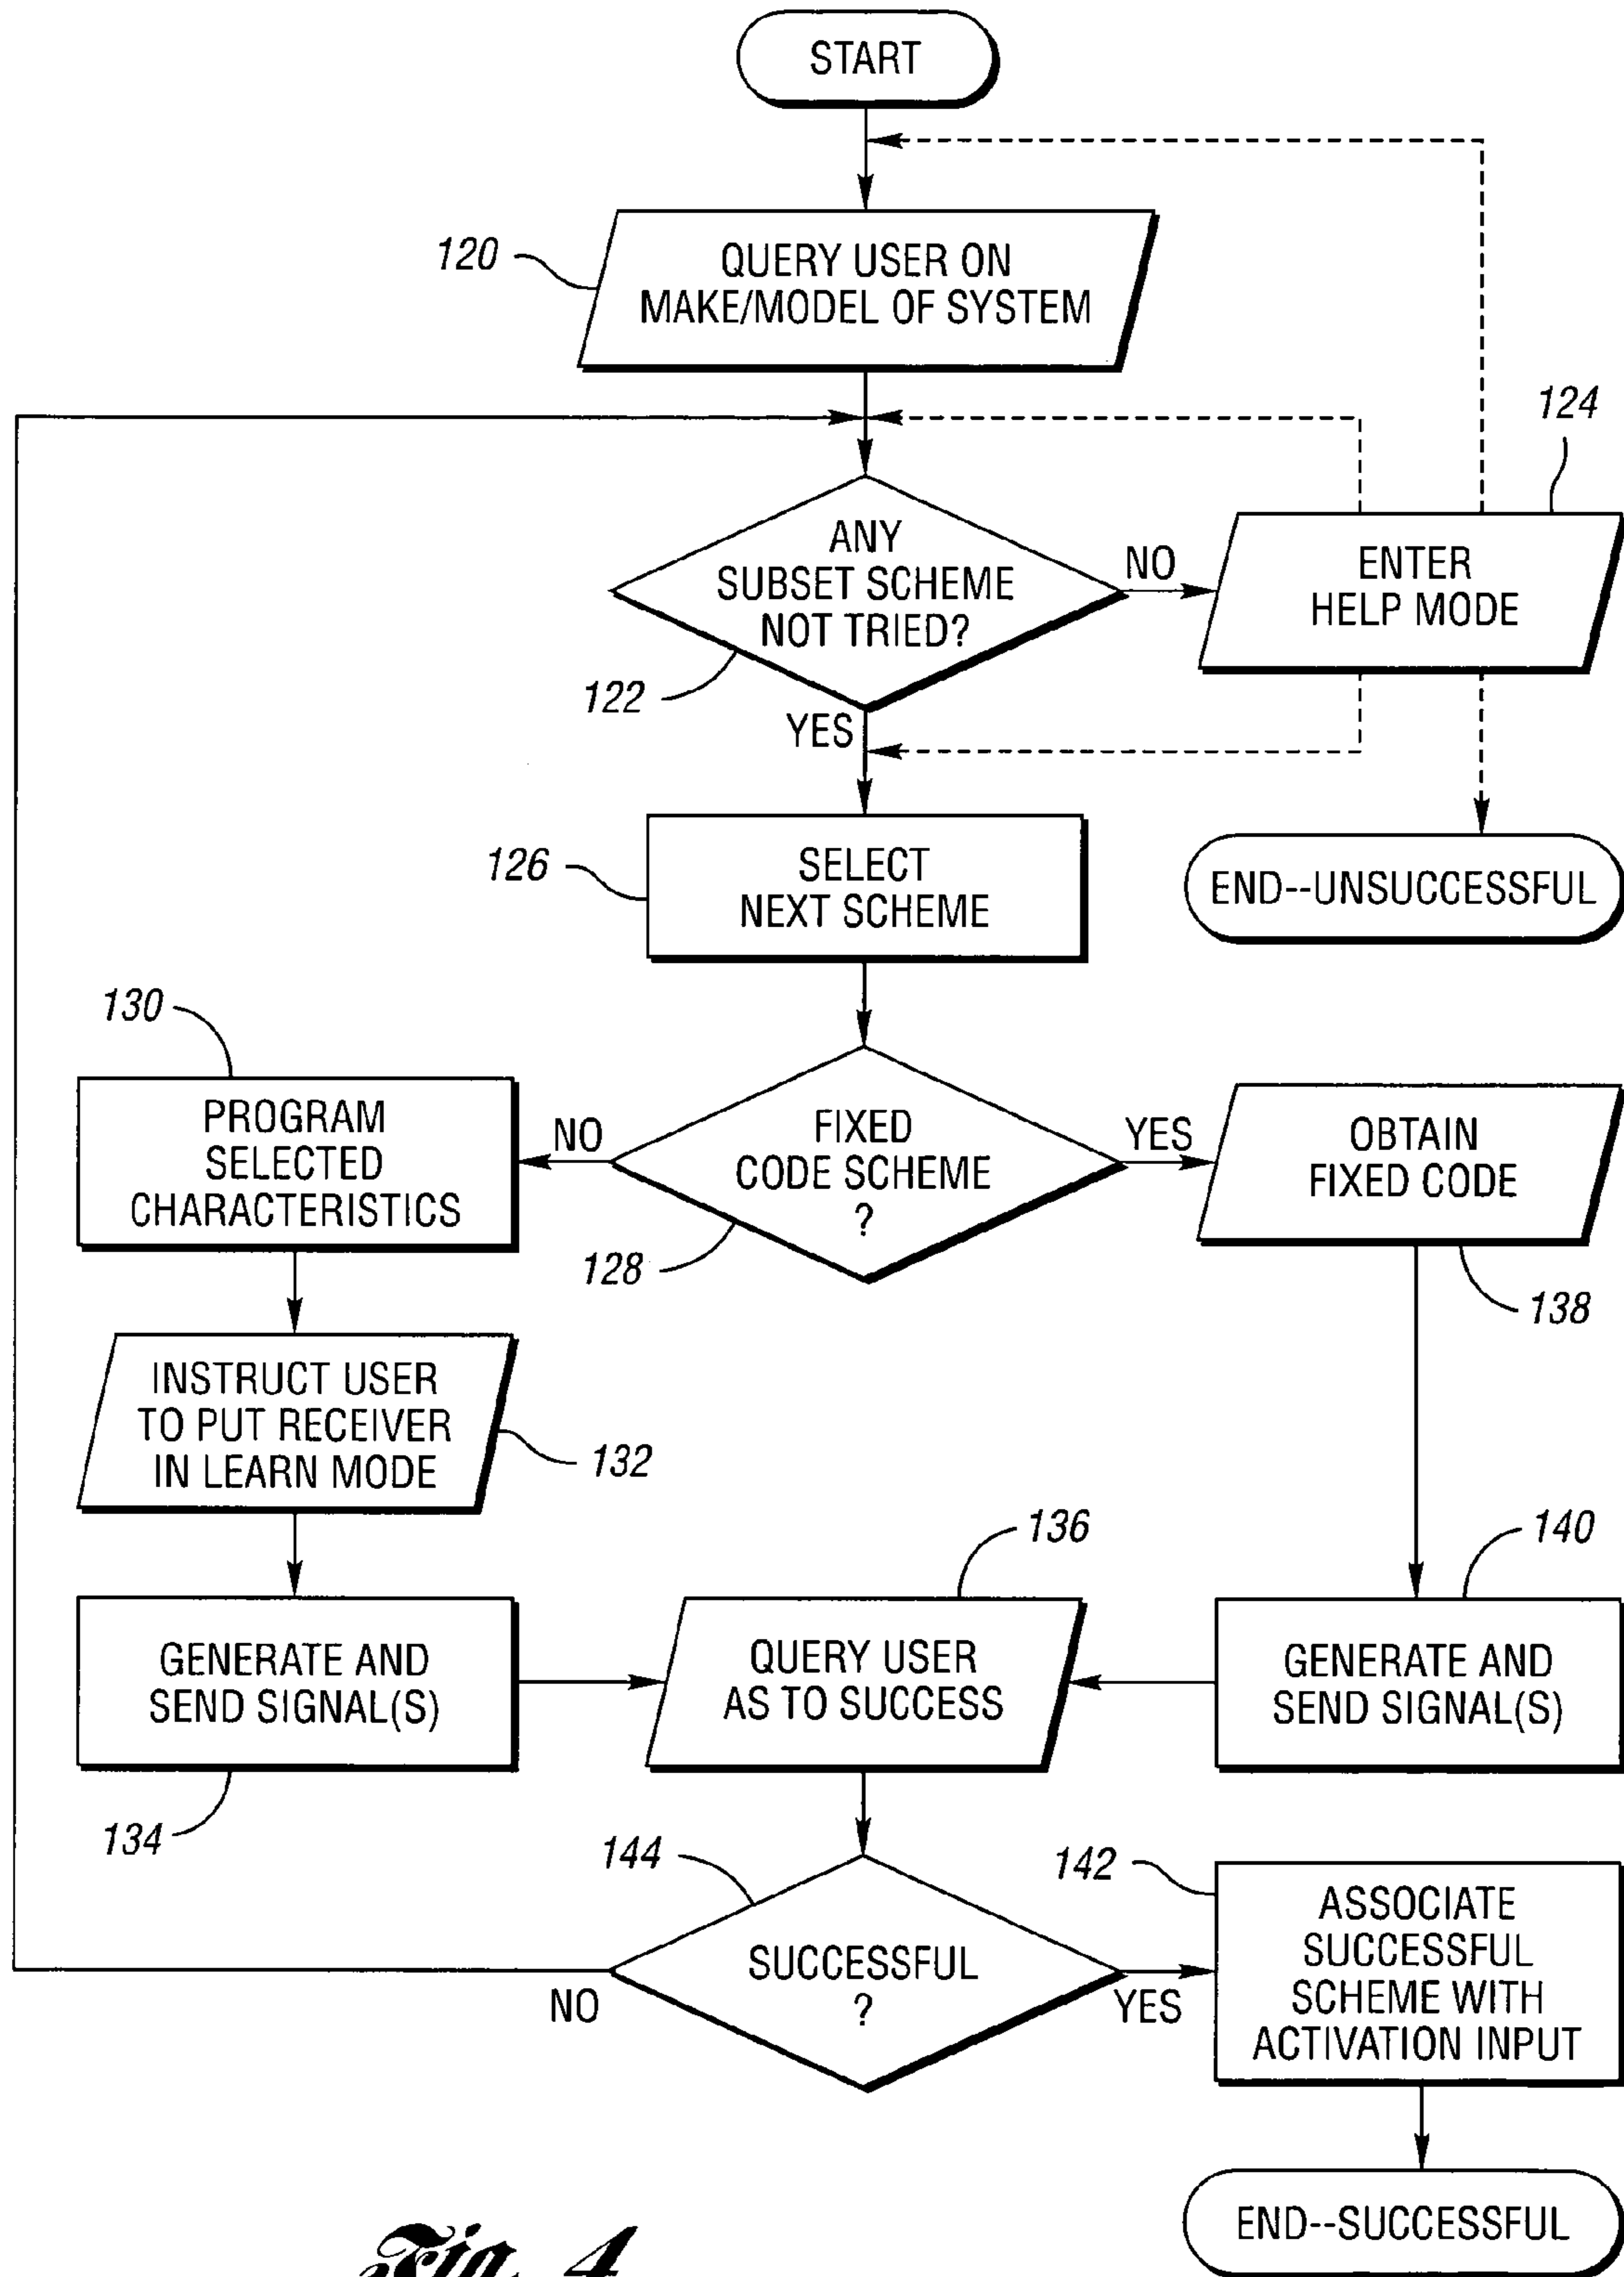 START
120
QUERY USER ON
MAKE/MODEL OF SYSTEM
124
ANY
SUBSET SCHEME
NOT TRIED?
NO
ENTER
HELP MODE
122
YES
126
SELECT
NEXT SCHEME
END--UNSUCCESSFUL
130
PROGRAM
SELECTED
CHARACTERISTICS
NO
FIXED
CODE SCHEME
?
YES
OBTAIN
FIXED CODE
128
138
INSTRUCT USER
TO PUT RECEIVER
IN LEARN MODE
132
136
140
GENERATE AND
SEND SIGNAL(S)
QUERY USER
AS TO SUCCESS
GENERATE AND
SEND SIGNAL(S)
134
144
142
SUCCESSFUL
?
NO
YES
ASSOCIATE
SUCCESSFUL
SCHEME WITH
ACTIVATION INPUT
END--SUCCESSFUL
Fig. 4